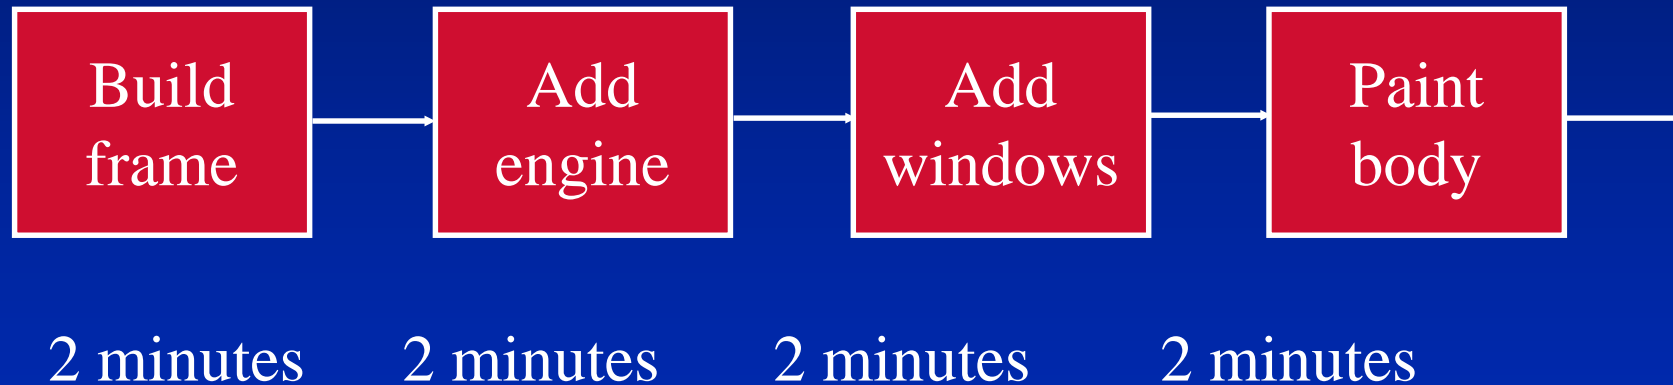 Build
frame
Add
engine
Add
windows
Paint
body
2 minutes
2 minutes
2 minutes
2 minutes